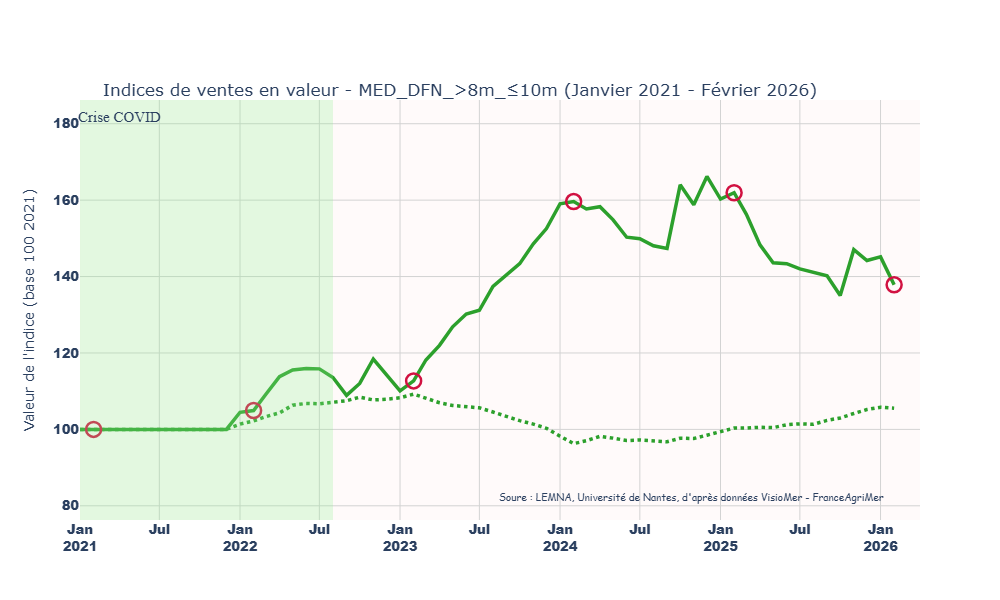 Indices de ventes en valeur - MED_DFN_>8m_≤10m (Janvier 2021 - Février 2026)
Crise COVID
Valeur de l'indice (base 100 2021)
180
160
140
120
100
80
Soure : LEMNA, Université de Nantes, d'après données VisioMer - FranceAgriMer
Jan Jul Jan Jul Jan Jul Jan Jul Jan Jul Jan
2021 2022 2023 2024 2025 2026